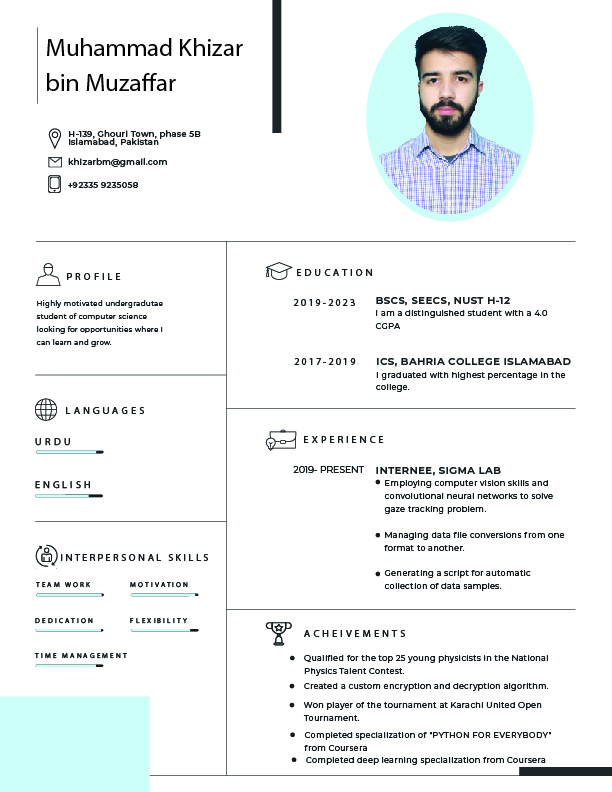 Muhammad Khizar
bin Muzaffar
H-139, Ghouri Town, phase 5B
Islamabad, Pakistan
khizarbm@gmail.com
+92335 9235058
PROFILE
Highly motivated undergradutae
student of computer science
looking for opportunities where I
can learn and grow.
LANGUAGES
URDU
ENGLISH
INTERPERSONAL SKILLS
TEAM WORK
MOTIVATION
DEDICATION
FLEXIBILITY
TIME MANAGEMENT
EDUCATION
2019-2023
BSCS, SEECS, NUST H-12
I am a distinguished student with a 4.0
CGPA
2017-2019
ICS, BAHRIA COLLEGE ISLAMABAD
I graduated with highest percentage in the
college.
EXPERIENCE
2019- PRESENT
INTERNEE, SIGMA LAB
Employing computer vision skills and
convolutional neural networks to solve
gaze tracking problem.
Managing data file conversions from one
format to another.
Generating a script for automatic
collection of data samples.
ACHEIVEMENTS
Qualified for the top 25 young physicists in the National
Physics Talent Contest.
Created a custom encryption and decryption algorithm.
Won player of the tournament at Karachi United Open
Tournament.
Completed specialization of "PYTHON FOR EVERYBODY"
from Coursera
Completed deep learning specialization from Coursera